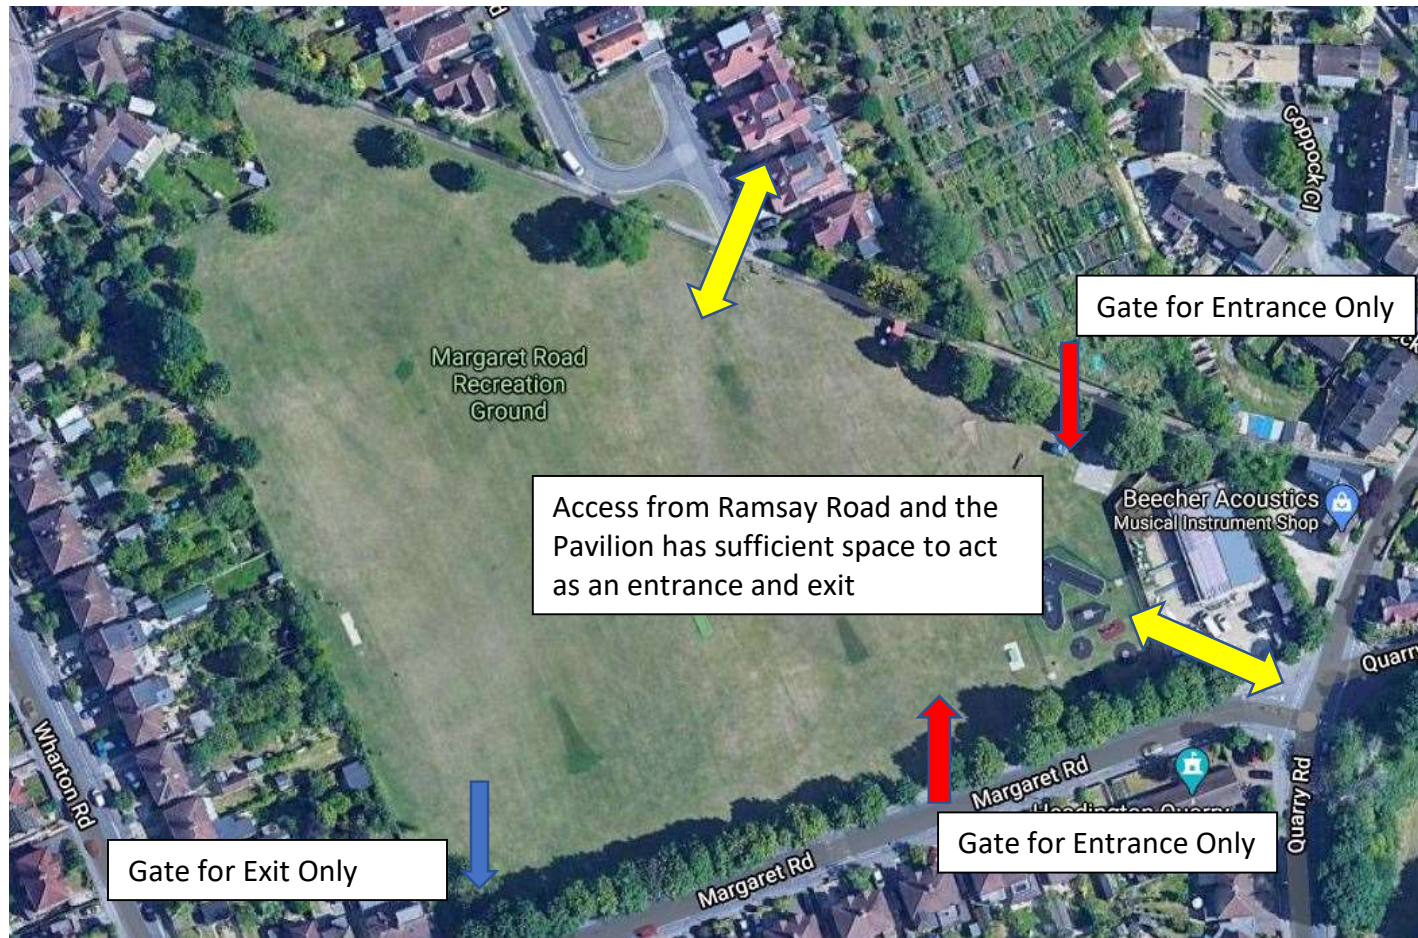 d
Coppock Cl
Gate for Entrance Only
Margaret Road
Recreation
Ground
Access from Ramsay Road and the
Pavilion has sufficient space to act
as an entrance and exit
Beecher Acoustics
Musical Instrument Shop
Wharton Rd
Margaret Rd
Quarry Rd
Gate for Entrance Only
Gate for Exit Only
Margaret Rd